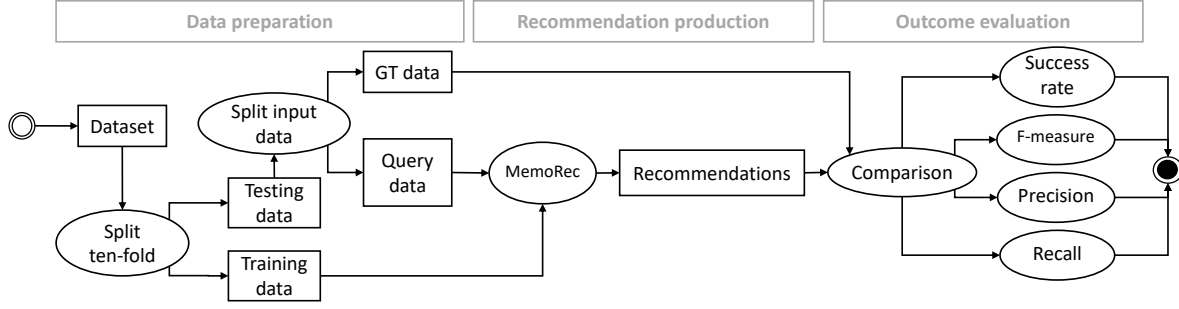 Data preparation
Recommendation production
Outcome evaluation
Dataset
Split
ten-fold
Split input
data
Testing
data
Training
data
GT data
Query
data
MemoRec
Recommendations
Comparison
Success
rate
F-measure
Precision
Recall